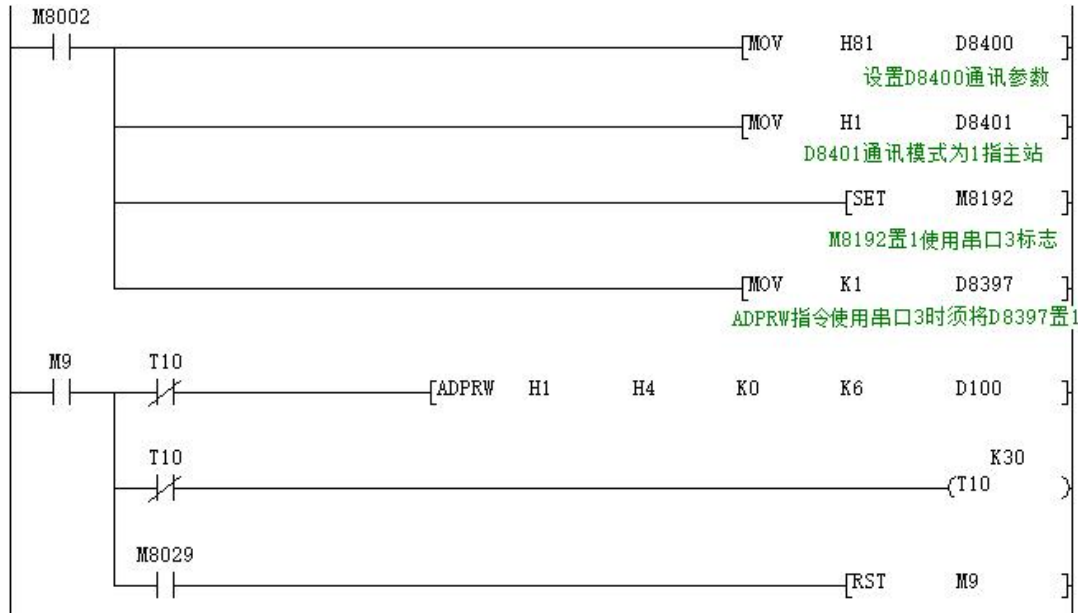 M8002
MOV H81 D8400
设置D8400通讯参数
MOV H1 D8401
D8401通讯模式为1指主站
SET M8192
M8192置1使用串口3标志
MOV K1 D8397
ADPRW指令使用串口3时须将D8397置1
M9 T10
ADPRW H1 H4 K0 K6 D100
T10 K30
T10
M8029
RST M9